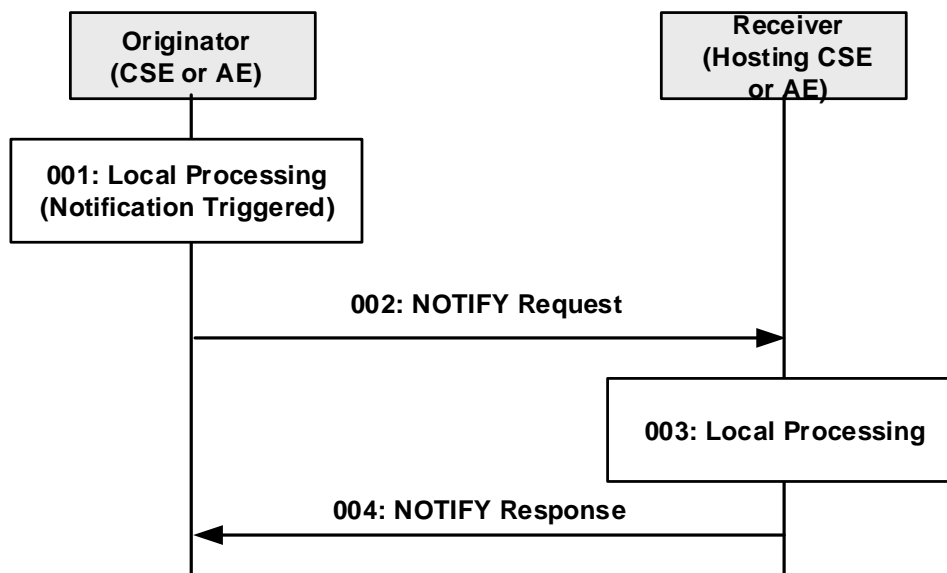 Originator
(CSE or AE)
Receiver
(Hosting CSE
or AE)
001: Local Processing
(Notification Triggered)
002: NOTIFY Request
003: Local Processing
004: NOTIFY Response